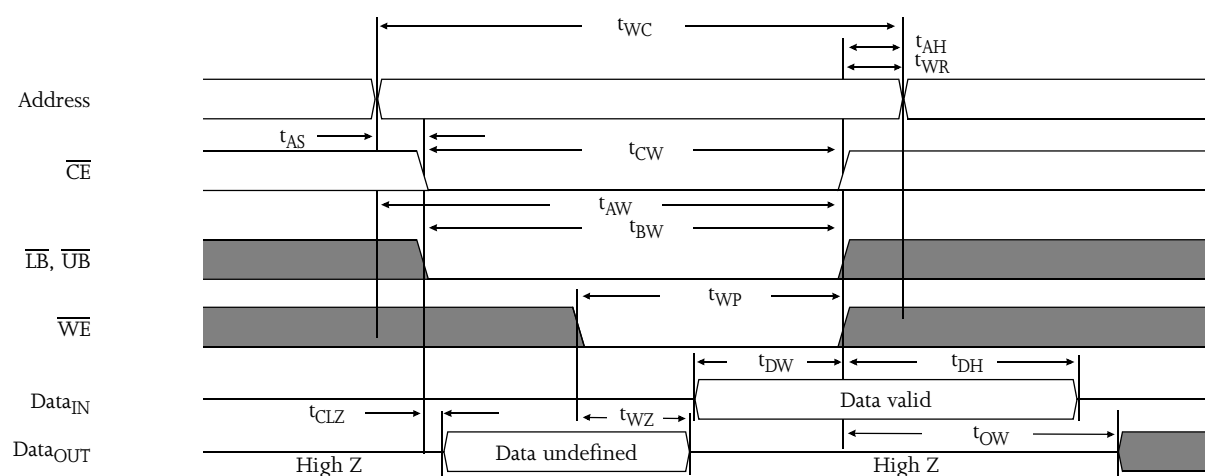 tWC
tAH
tWR
Address
tAS
tCW
CE
tAW
tBW
LB, UB
tWP
WE
tDW
tDH
DataIN
Data valid
tCLZ
tWZ
tOW
DataOUT
High Z
Data undefined
High Z